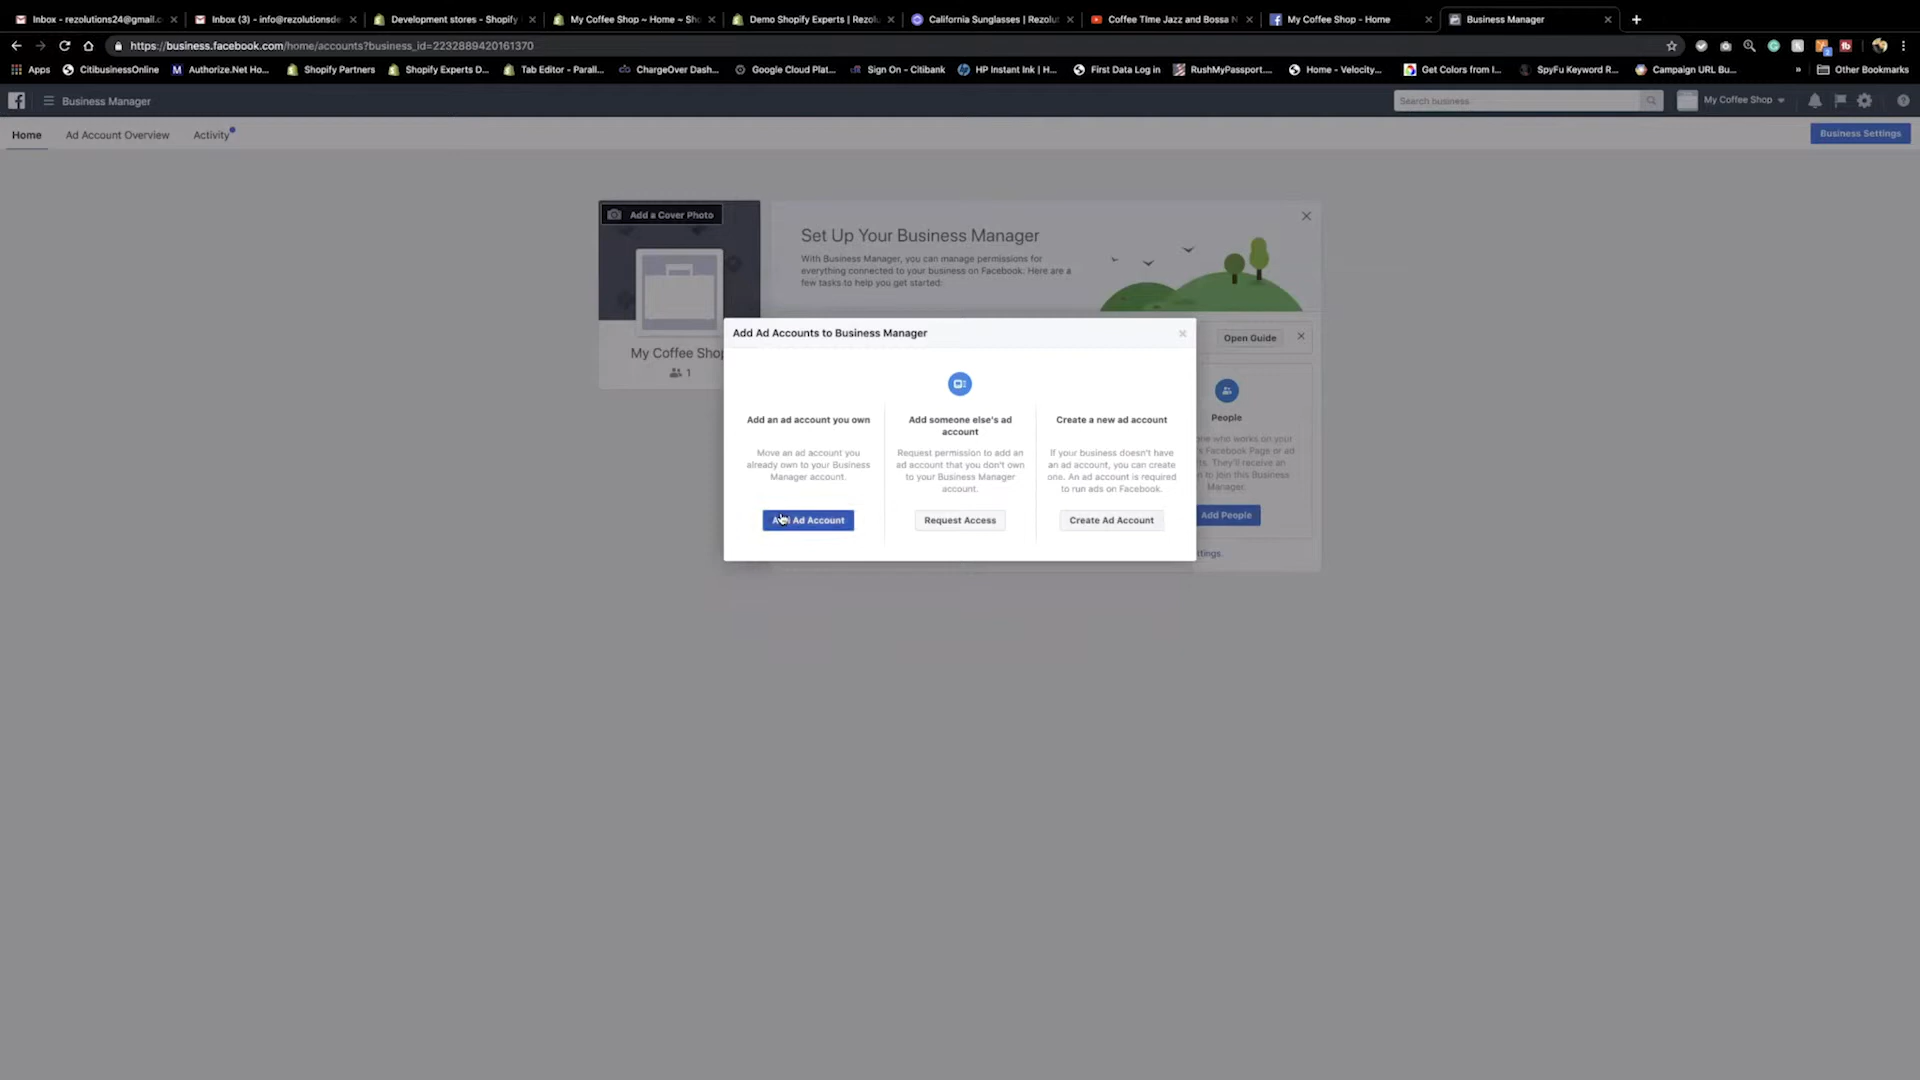 Inbox - rezolutions24@gmail.c
Inbox (3) - info@rezolutionsde
Development stores - Shopify
My Coffee Shop ~ Home ~ Sho
Demo Shopify Experts | Rezol
California Sunglasses | Rezolut
Coffee TIme Jazz and Bossa N
My Coffee Shop - Home
Business Manager
https://business.facebook.com/home/accounts?business_id=2232889420161370
Apps
CitibusinessOnline
Authorize.Net Ho...
Shopify Partners
Shopify Experts D...
Tab Editor - Parall...
ChargeOver Dash...
Google Cloud Plat...
Sign On - Citibank
HP Instant Ink | H...
First Data Log in
RushMyPassport....
Home - Velocity...
Get Colors from I...
SpyFu Keyword R...
Campaign URL Bu...
»
Other Bookmarks
Business Manager
Search business
My Coffee Shop
Home
Ad Account Overview
Activity
Business Settings
Add a Cover Photo
My Coffee Shop
1
Set Up Your Business Manager
With Business Manager, you can manage permissions for
everything connected to your business on Facebook. Here are a
few tasks to help you get started:
Open Guide
Add Ad Accounts to Business Manager
Add an ad account you own
Move an ad account you
already own to your Business
Manager account.
Add Ad Account
Add someone else's ad
account
Request permission to add an
ad account that you don't own
to your Business Manager
account.
Request Access
Create a new ad account
If your business doesn't have
an ad account, you can create
one. An ad account is required
to run ads on Facebook.
Create Ad Account
People
one who works on your
Facebook Page or ad
ts. They'll receive an
n to join this Business
Manager.
Add People
ttings.